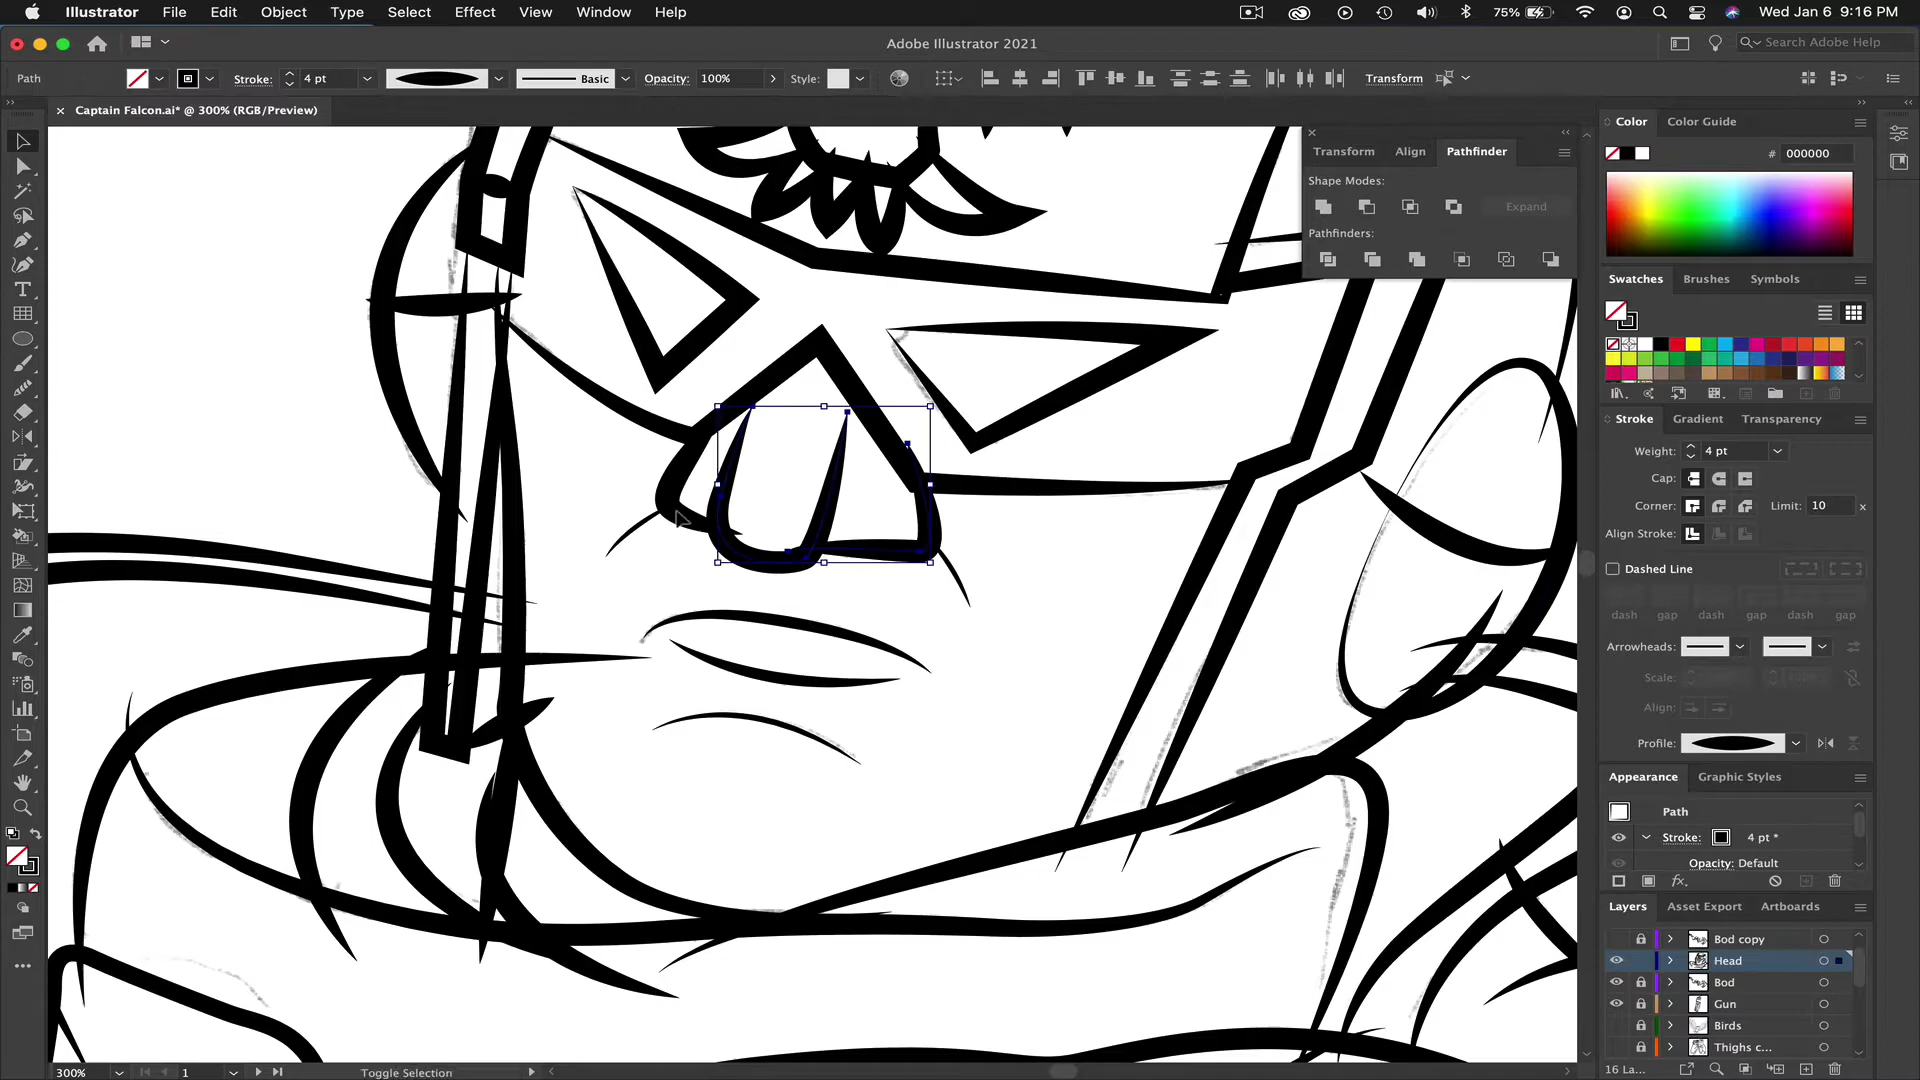 Illustrator File Edit Object Type Select Effect View Window Help 75% Wed Jan 6 9:16 PM
Adobe Illustrator 2021 Search Adobe Help
Path Stroke: 4 pt Basic Opacity: 100% Style: Transform
Captain Falcon.ai* @ 300% (RGB/Preview)
Transform Align Pathfinder
Shape Modes:
Expand
Pathfinders:
Color Color Guide
# 000000
Swatches Brushes Symbols
Stroke Gradient Transparency
Weight: 4 pt
Cap:
Corner: Limit: 10 x
Align Stroke:
Dashed Line
dash gap dash gap dash gap
Arrowheads:
Scale:
Align:
Profile:
Appearance Graphic Styles
Path
Stroke: 4 pt *
Opacity: Default
fx
Layers Asset Export Artboards
Bod copy
Head
Bod
Gun
Birds
Thighs c...
16 La...
300% 1 Toggle Selection